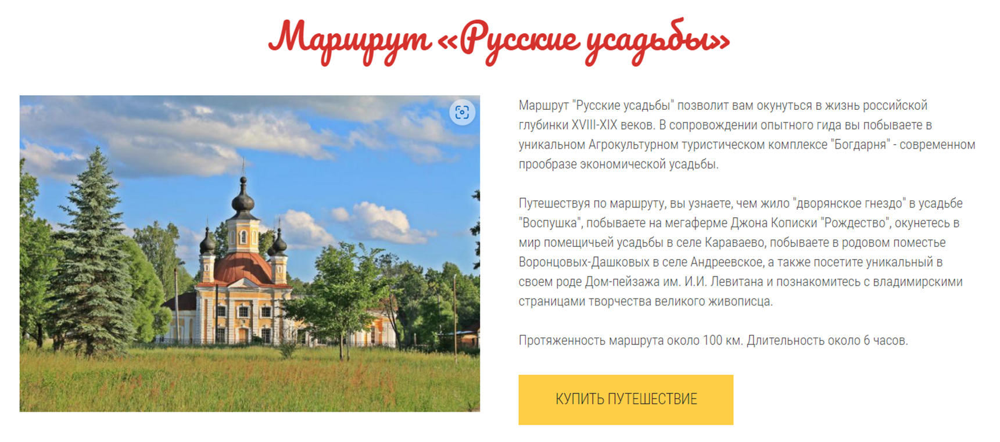 Маршрут «Русские усадьбы»
Маршрут "Русские усадьбы" позволит вам окунуться в жизнь российской
глубинки XVIII-XIX веков. В сопровождении опытного гида вы побываете в
уникальном Агрокультурном туристическом комплексе "Богдарня" - современном
прообразе экономической усадьбы.
Путешествуя по маршруту, вы узнаете, чем жило "дворянское гнездо" в усадьбе
"Воспушка", побываете на мегаферме Джона Кописки "Рождество", окунетесь в
мир помещичьей усадьбы в селе Караваево, побываете в родовом поместье
Воронцовых-Дашковых в селе Андреевское, а также посетите уникальный в
своем роде Дом-пейзажа им. И.И. Левитана и познакомитесь с владимирскими
страницами творчества великого живописца.
Протяженность маршрута около 100 км. Длительность около 6 часов.
КУПИТЬ ПУТЕШЕСТВИЕ